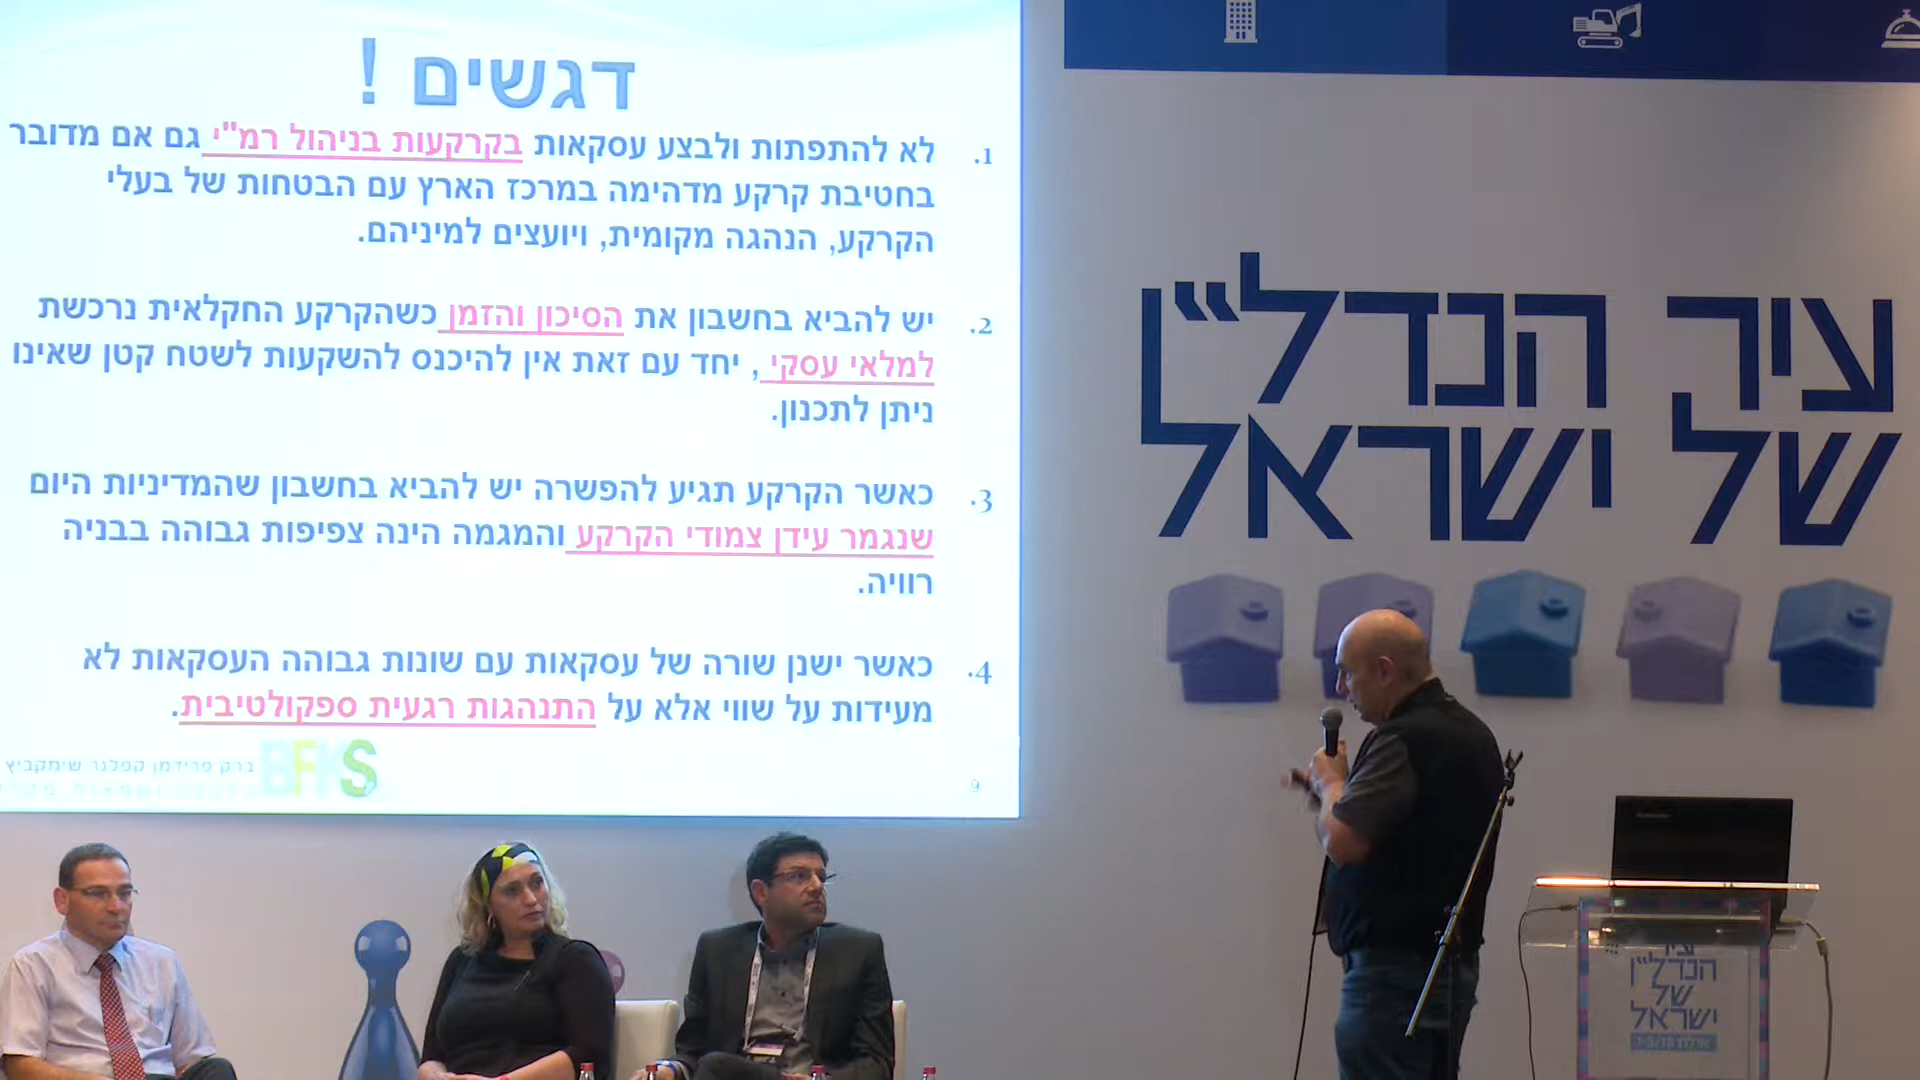 דגשים !
1. לא להתפתות ולבצע עסקאות בקרקעות בניהול רמ"י גם אם מדובר
בחטיבת קרקע מדהימה במרכז הארץ עם הבטחות של בעלי
הקרקע, הנהגה מקומית, ויועצים למיניהם.
2. יש להביא בחשבון את הסיכון והזמן כשהקרקע החקלאית נרכשת
למלאי עסקי , יחד עם זאת אין להיכנס להשקעות לשטח קטן שאינו
ניתן לתכנון.
3. כאשר הקרקע תגיע להפשרה יש להביא בחשבון שהמדיניות היום
שנגמר עידן צמודי הקרקע והמגמה הינה צפיפות גבוהה בבניה
רוויה.
4. כאשר ישנן שורה של עסקאות עם שונות גבוהה העסקאות לא
מעידות על שווי אלא על התנהגות רגעית ספקולטיבית.
ברק פרידמן קפלנר שימקביץ
BFKS
9
עיר הנדל"ן
של ישראל
עיר
הנדל"ן
של
ישראל